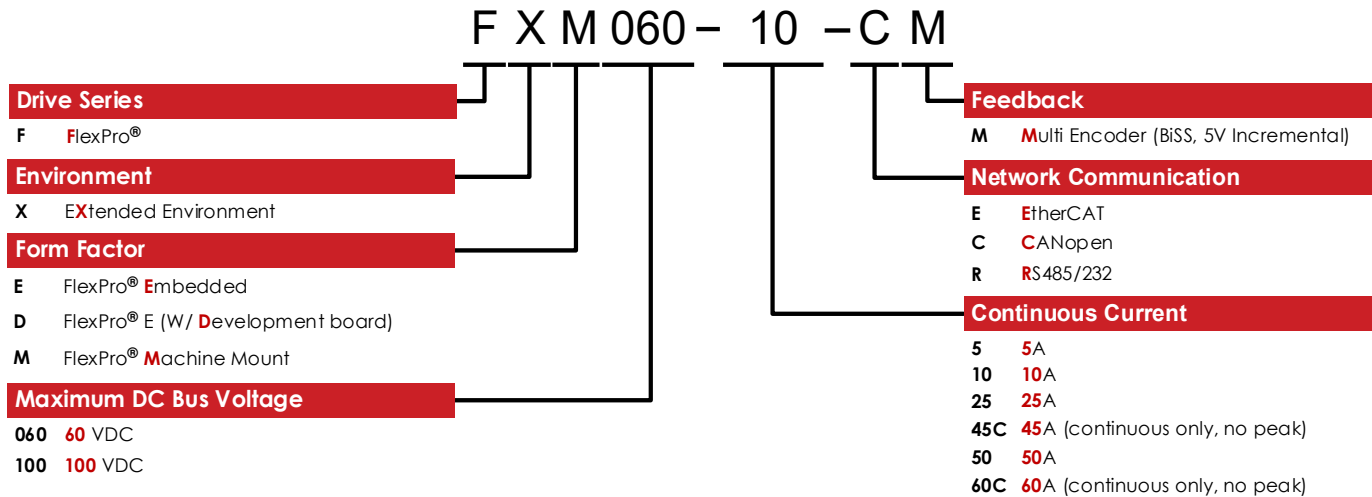 F X M 060 – 10 – C M
Drive Series
F FlexPro®
Environment
X EXtended Environment
Form Factor
E FlexPro® Embedded
D FlexPro® E (W/ Development board)
M FlexPro® Machine Mount
Maximum DC Bus Voltage
060 60 VDC
100 100 VDC
Feedback
M Multi Encoder (BiSS, 5V Incremental)
Network Communication
E EtherCAT
C CANopen
R RS485/232
Continuous Current
5 5A
10 10A
25 25A
45C 45A (continuous only, no peak)
50 50A
60C 60A (continuous only, no peak)